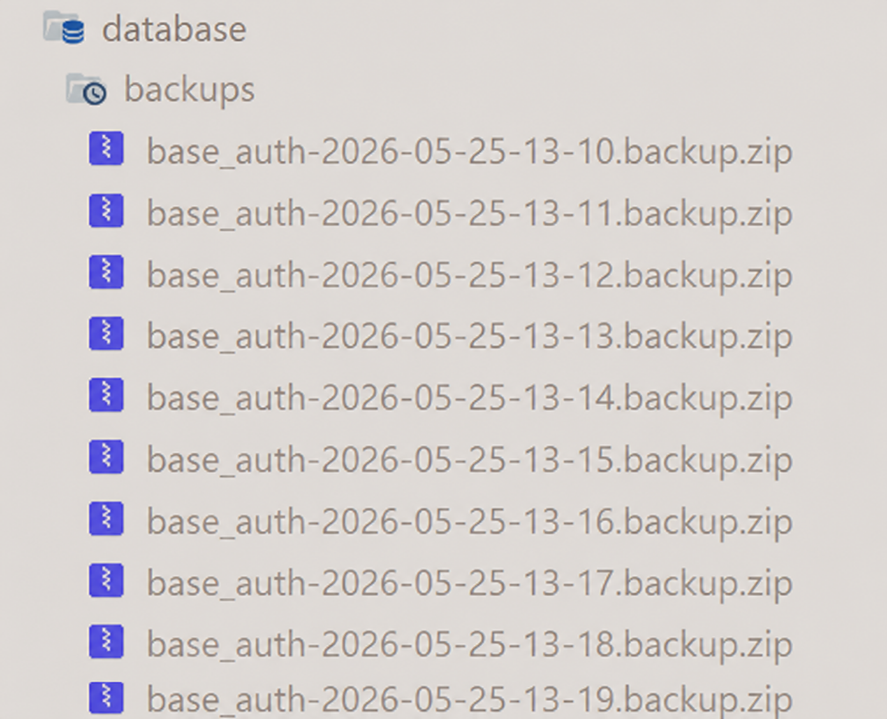 database
backups
base_auth-2026-05-25-13-10.backup.zip
base_auth-2026-05-25-13-11.backup.zip
base_auth-2026-05-25-13-12.backup.zip
base_auth-2026-05-25-13-13.backup.zip
base_auth-2026-05-25-13-14.backup.zip
base_auth-2026-05-25-13-15.backup.zip
base_auth-2026-05-25-13-16.backup.zip
base_auth-2026-05-25-13-17.backup.zip
base_auth-2026-05-25-13-18.backup.zip
base_auth-2026-05-25-13-19.backup.zip